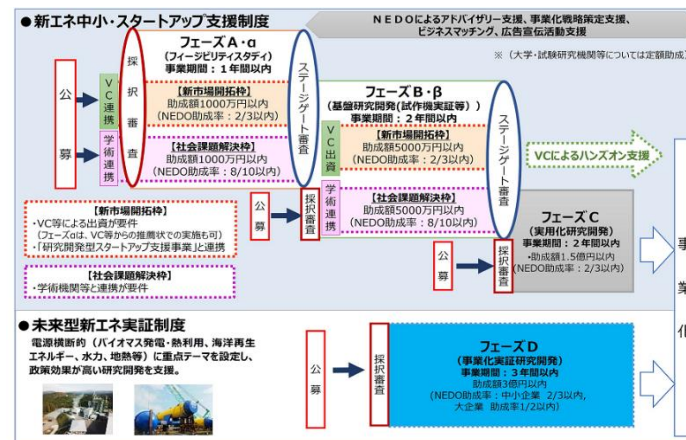 ●新エネ中小・スタートアップ支援制度
NEDOによるアドバイザリー支援、事業化戦略策定支援、
ビジネスマッチング、広告宣伝活動支援
※（大学・試験研究機関等については定額助成）
公募
VC連携
学術連携
採択審査
フェーズA・α
（フィージビリティスタディ）
事業期間：１年間以内
【新市場開拓枠】
助成額1000万円以内
（NEDO助成率：2/3以内）
【社会課題解決枠】
助成額1000万円以内
（NEDO助成率：8/10以内）
ステージゲート審査
公募
採択審査
フェーズB・β
（基盤研究開発(試作機実証等)）
事業期間：２年間以内
VC出資
学術連携
【新市場開拓枠】
助成額5000万円以内
（NEDO助成率：2/3以内）
【社会課題解決枠】
助成額5000万円以内
（NEDO助成率：8/10以内）
ステージゲート審査
VCによるハンズオン支援
公募
採択審査
フェーズC
（実用化研究開発）
事業期間：２年間以内
・助成額1.5億円以内
（NEDO助成率：2/3以内）
事業化
【新市場開拓枠】
・VC等による出資が要件
（フェーズαは、VC等からの推薦状での実施も可）
・「研究開発型スタートアップ支援事業」と連携
【社会課題解決枠】
・学術機関等と連携が要件
●未来型新エネ実証制度
電源横断的（バイオマス発電・熱利用、海洋再生
エネルギー、水力、地熱等）に重点テーマを設定し、
政策効果が高い研究開発を支援。
公募
採択審査
フェーズD
（事業化実証研究開発）
事業期間：３年間以内
助成額3億円以内
（NEDO助成率：中小企業 2/3以内,
大企業 助成率1/2以内）